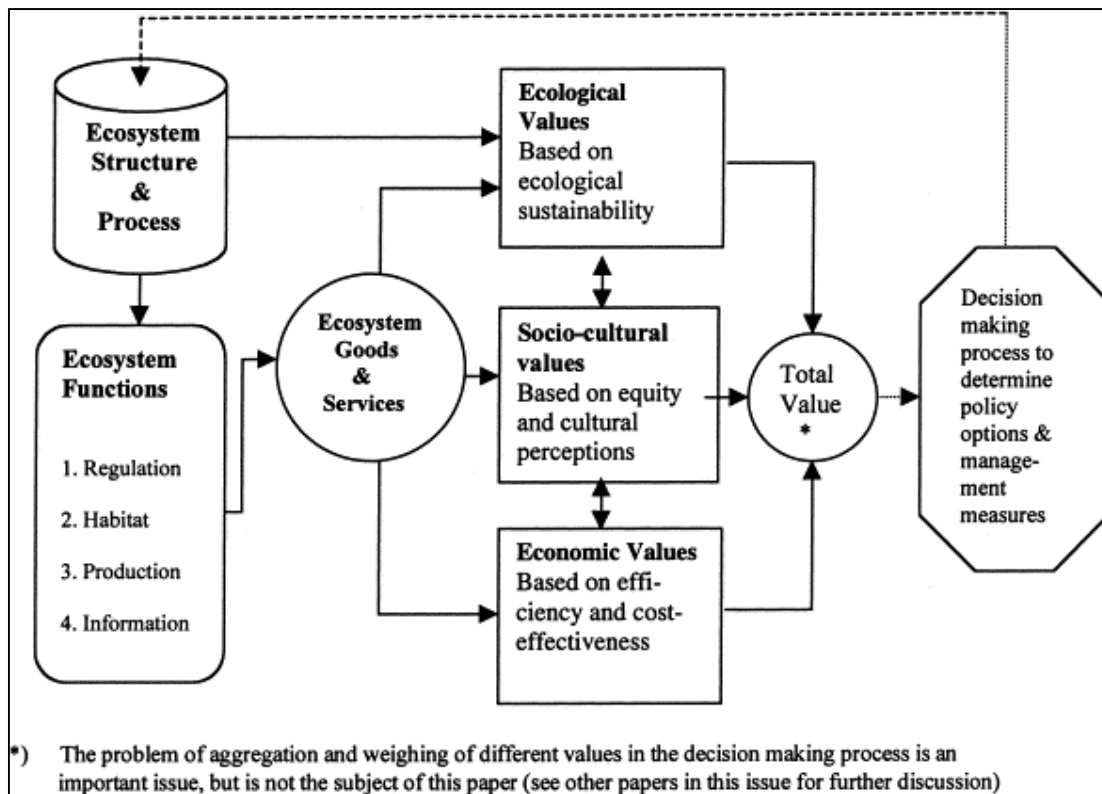 Ecosystem
Structure
&
Process
Ecosystem
Functions
1. Regulation
2. Habitat
3. Production
4. Information
Ecosystem
Goods
&
Services
Ecological
Values
Based on
ecological
sustainability
Socio-cultural
values
Based on equity
and cultural
perceptions
Economic Values
Based on effi-
ciency and cost-
effectiveness
Total
Value
*
Decision
making
process to
determine
policy
options &
manage-
ment
measures
*) The problem of aggregation and weighing of different values in the decision making process is an
important issue, but is not the subject of this paper (see other papers in this issue for further discussion)